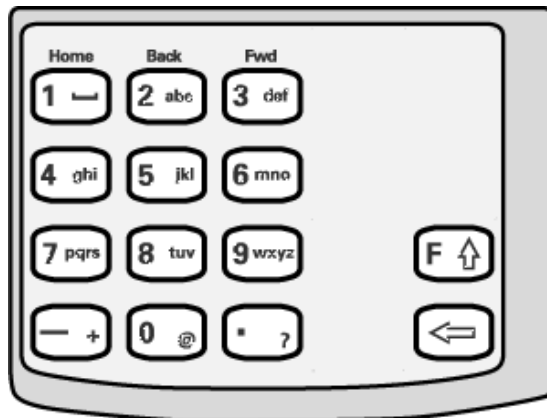 Home Back Fwd
1 ⎵ 2 abc 3 def
4 ghi 5 jkl 6 mno
7 pqrs 8 tuv 9 wxyz F ⇧
— + 0 @ . ? ⇦